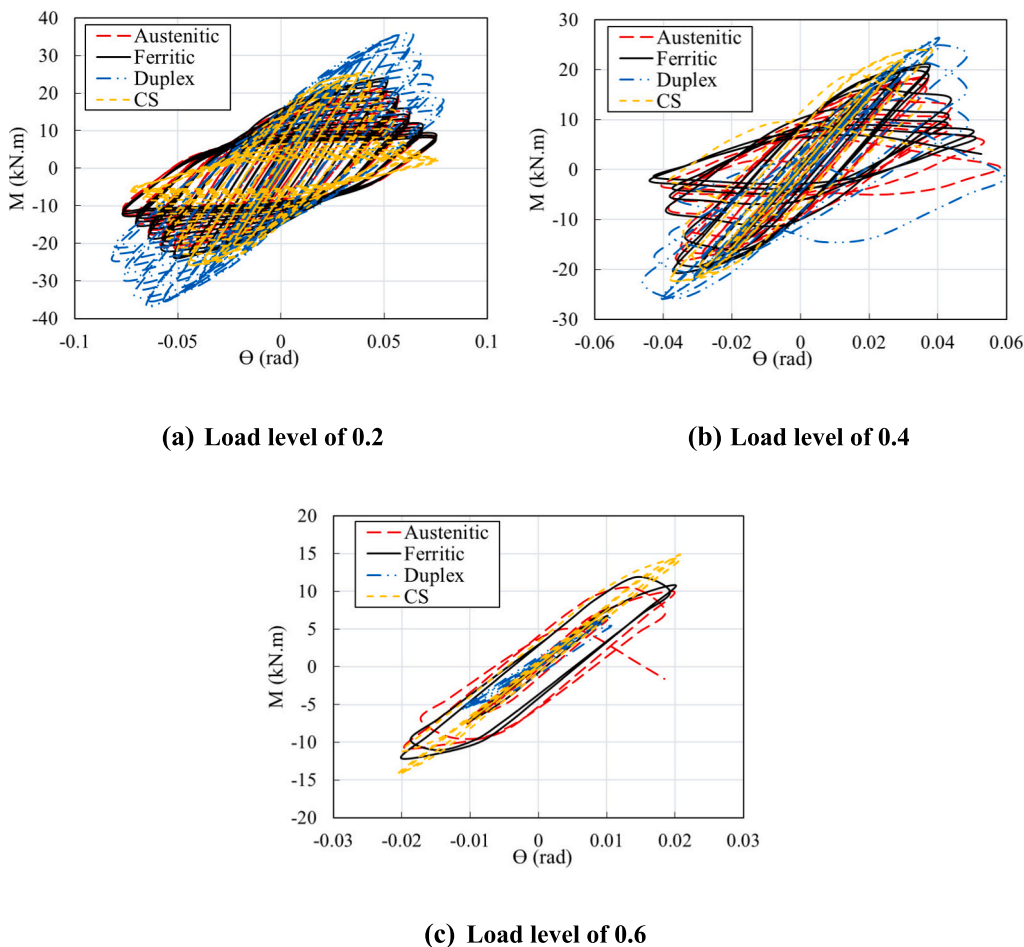 40
30
20
10
0
-10
-20
-30
-40
M (kN.m)
Austenitic
Ferritic
Duplex
CS
-0.1
-0.05
0
0.05
0.1
Ɵ (rad)
(a) Load level of 0.2
40
30
20
10
0
-10
-20
-30
M (kN.m)
Austenitic
Ferritic
Duplex
CS
-0.06
-0.04
-0.02
0
0.02
0.04
0.06
Ɵ (rad)
(b) Load level of 0.4
20
15
10
5
0
-5
-10
-15
-20
M (kN.m)
Austenitic
Ferritic
Duplex
CS
-0.03
-0.02
-0.01
0
0.01
0.02
0.03
Ɵ (rad)
(c) Load level of 0.6